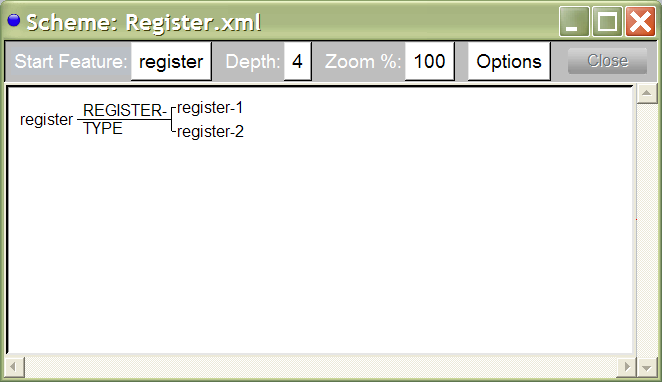 Scheme: Register.xml
Start Feature: register Depth: 4 Zoom %: 100 Options Close
register REGISTER-TYPE register-1
register-2